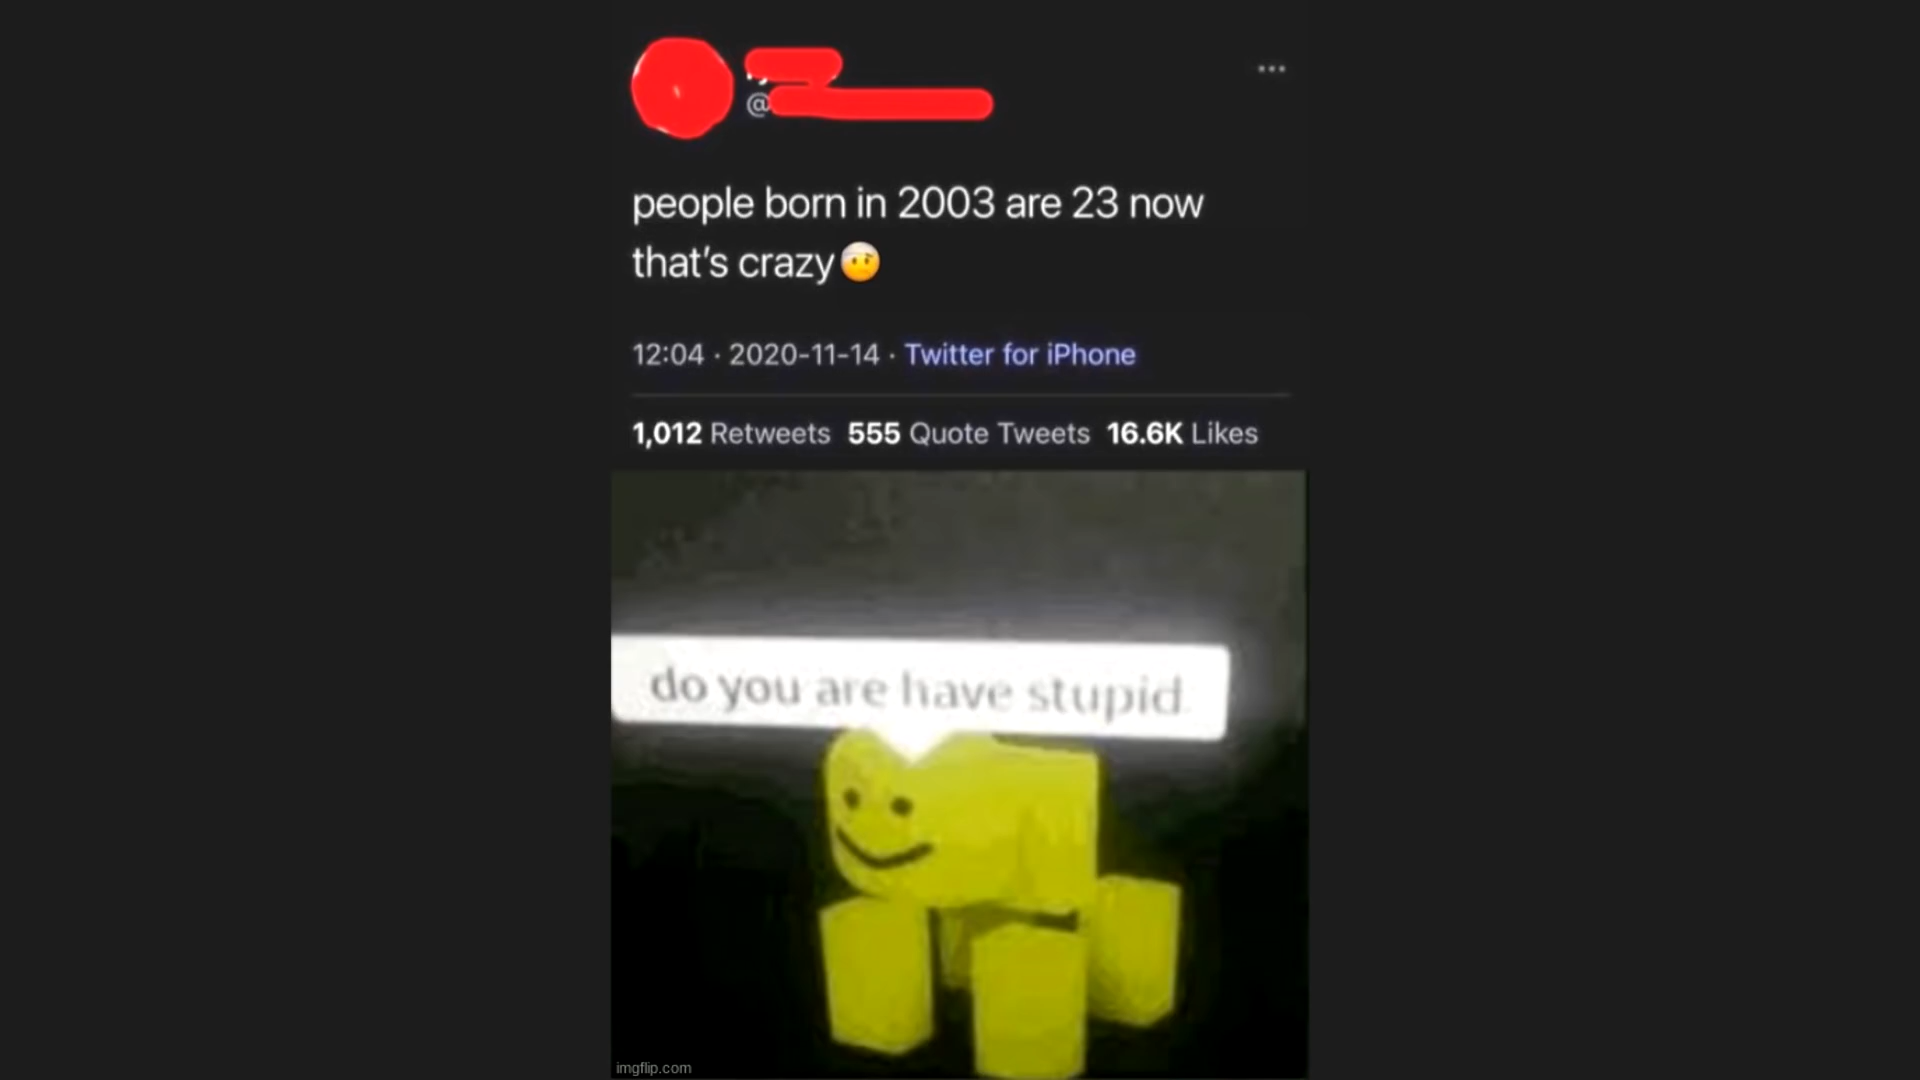 @
people born in 2003 are 23 now
that's crazy🤕
12:04 · 2020-11-14 · Twitter for iPhone
1,012 Retweets 555 Quote Tweets 16.6K Likes
do you are have stupid
imgflip.com